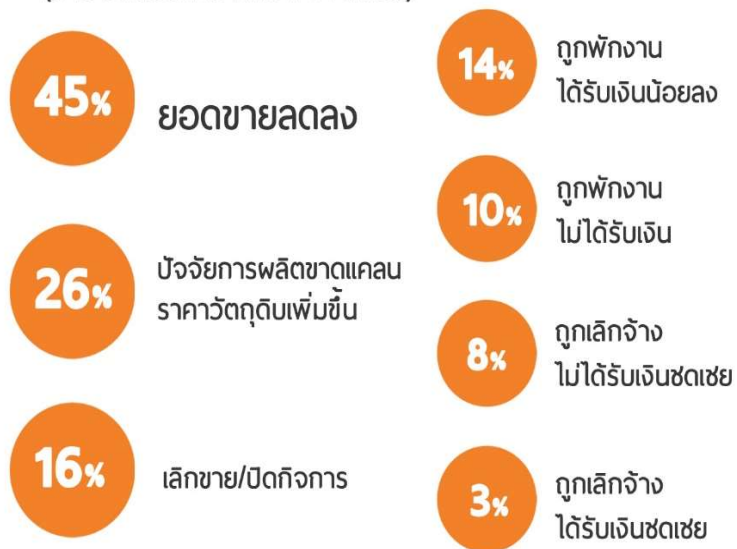 45%
ยอดขายลดลง
26%
ปัจจัยการผลิตขาดแคลน
ราคาวัตถุดิบเพิ่มขึ้น
16%
เลิกขาย/ปิดกิจการ
14%
ถูกพักงาน
ได้รับเงินน้อยลง
10%
ถูกพักงาน
ไม่ได้รับเงิน
8%
ถูกเลิกจ้าง
ไม่ได้รับเงินชดเชย
3%
ถูกเลิกจ้าง
ได้รับเงินชดเชย